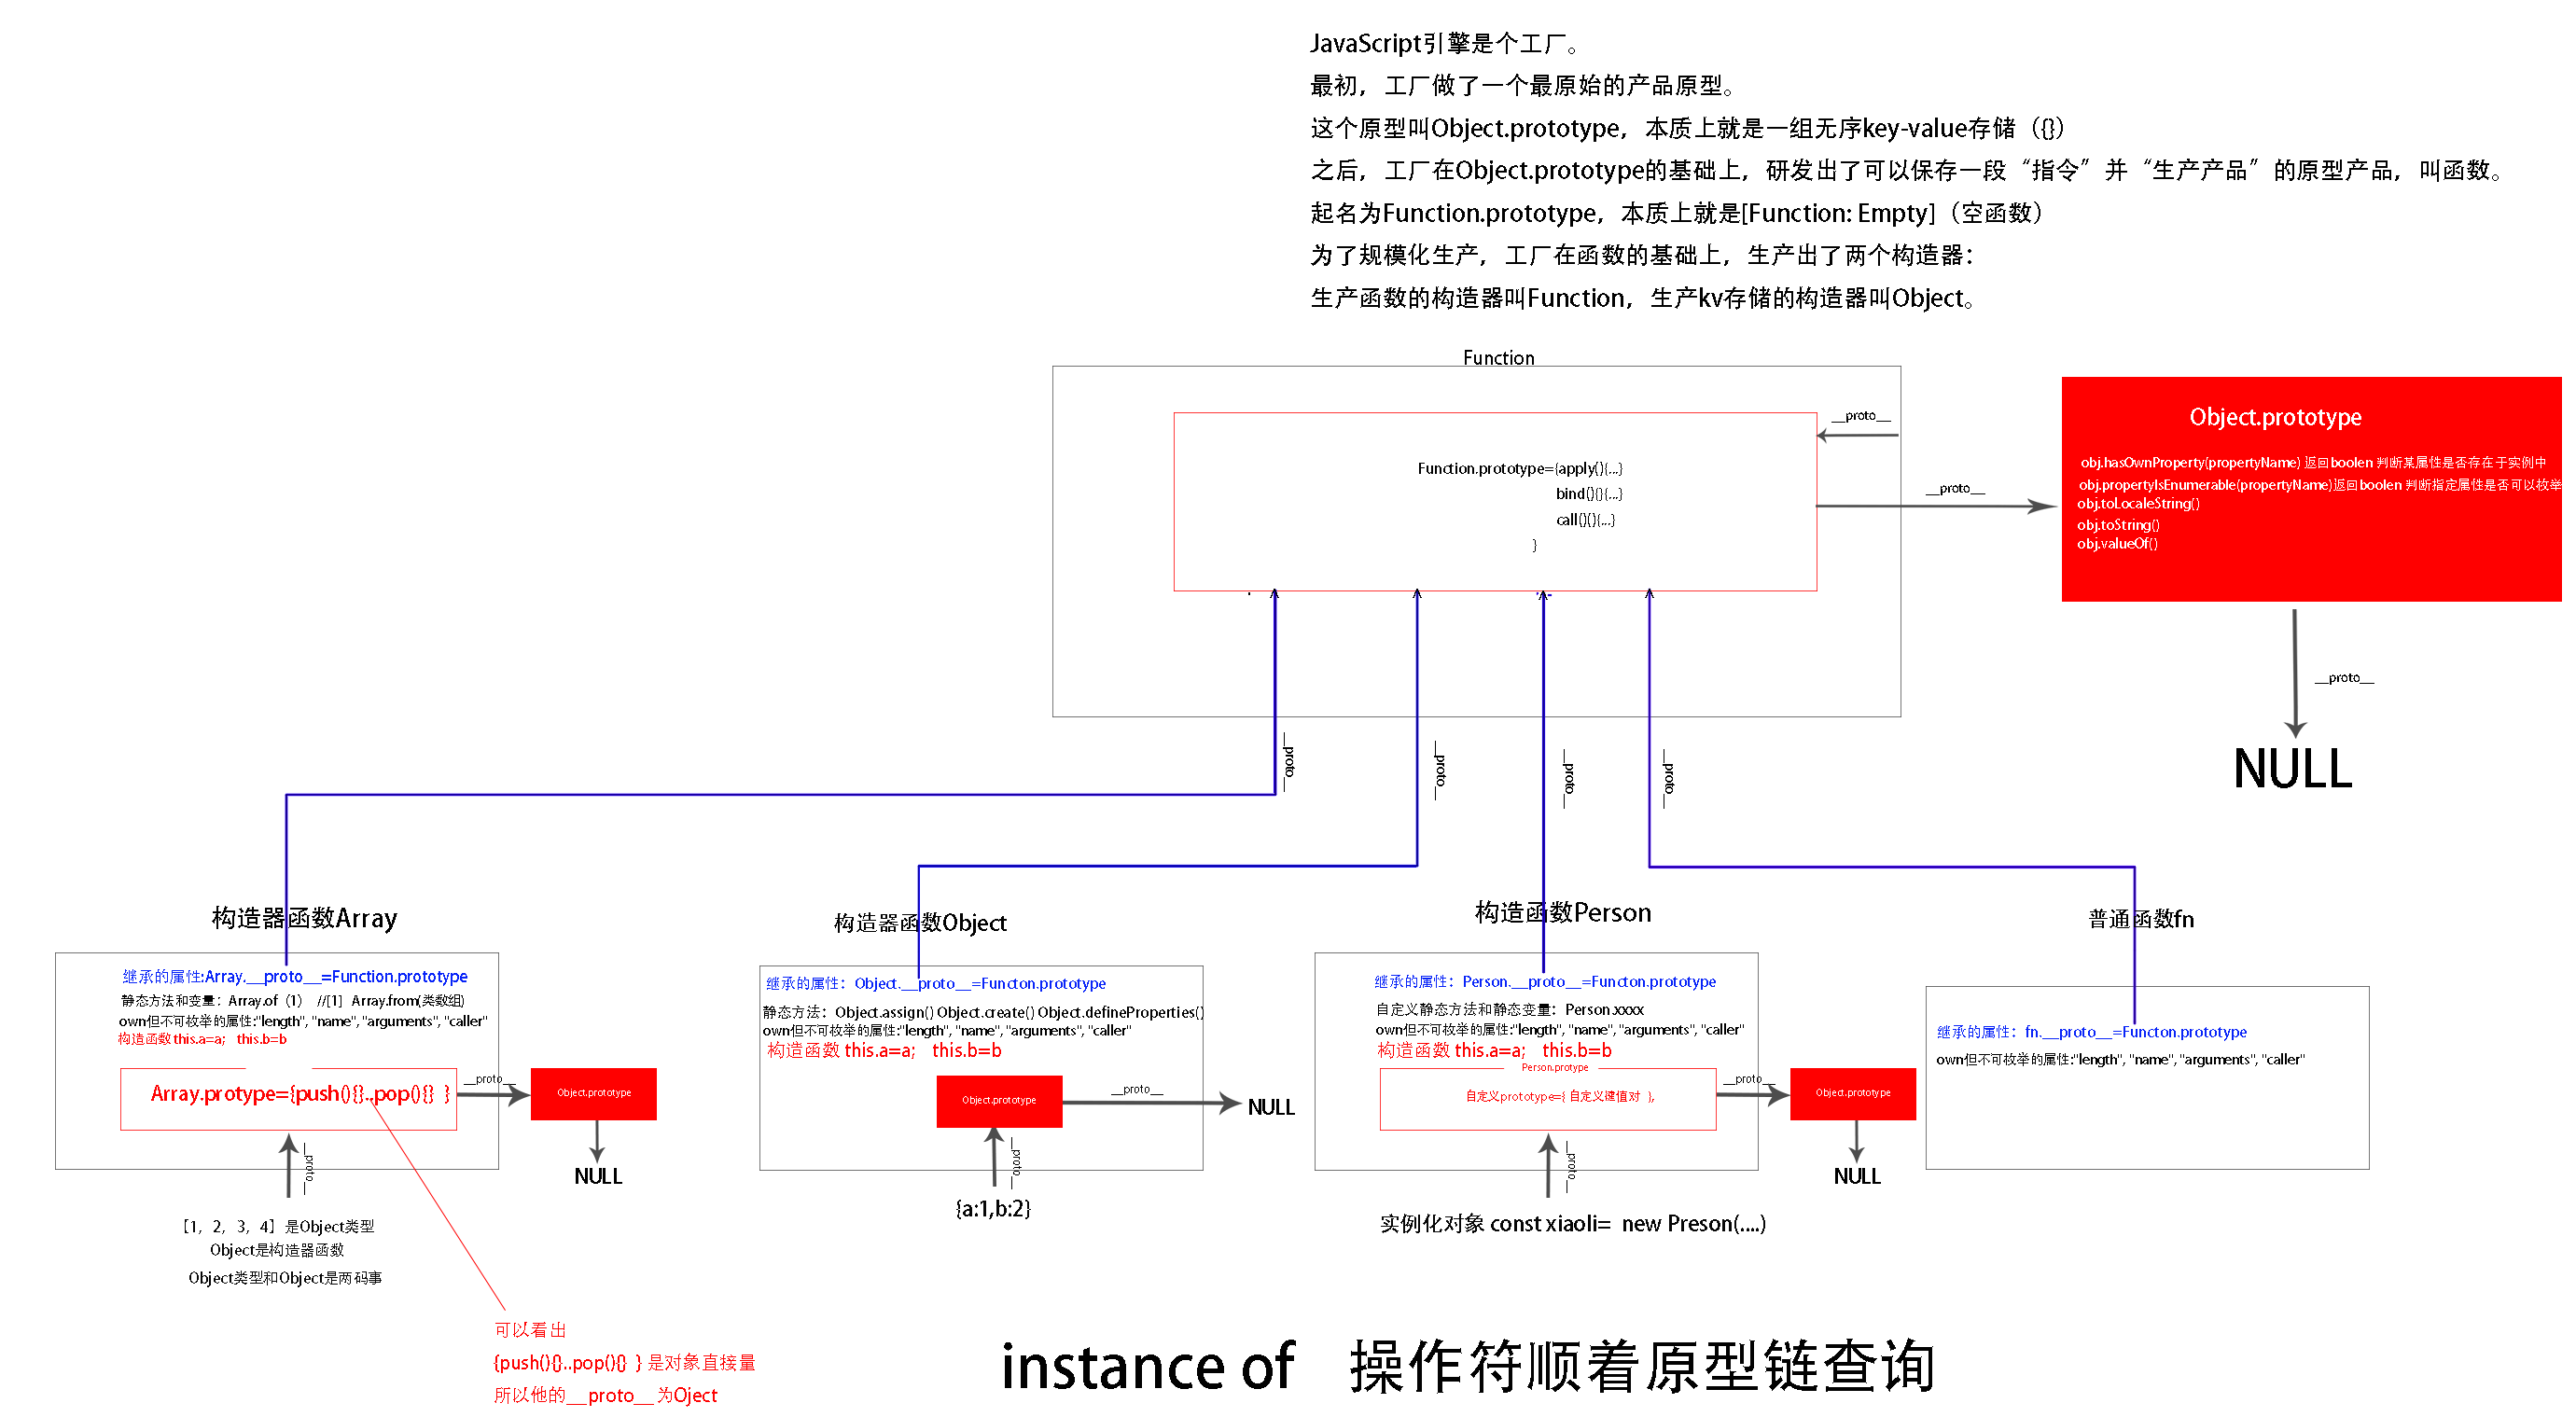 JavaScript引擎是个工厂。
最初，工厂做了一个最原始的产品原型。
这个原型叫Object.prototype，本质上就是一组无序key-value存储（{}）
之后，工厂在Object.prototype的基础上，研发出了可以保存一段“指令”并“生产产品”的原型产品，叫函数。
起名为Function.prototype，本质上就是[Function: Empty]（空函数）
为了规模化生产，工厂在函数的基础上，生产出了两个构造器：
生产函数的构造器叫Function，生产kv存储的构造器叫Object。
Function
__proto__
Function.prototype={apply(){...}
bind(){}{...}
call()(){...}
}
__proto__
Object.prototype
obj.hasOwnProperty(propertyName) 返回boolen 判断某属性是否存在于实例中
obj.propertyIsEnumerable(propertyName)返回boolen 判断指定属性是否可以枚举
obj.toLocaleString()
obj.toString()
obj.valueOf()
__proto__
NULL
__proto__
__proto__
__proto__
__proto__
构造器函数Array
继承的属性:Array.__proto__=Function.prototype
静态方法和变量：Array.of（1） //[1] Array.from(类数组)
own但不可枚举的属性:"length", "name", "arguments", "caller"
构造函数 this.a=a; this.b=b
Array.protype={push(){}..pop(){} }
__proto__
Object.prototype
NULL
__proto__
［1，2，3，4］是Object类型
Object是构造器函数
Object类型和Object是两码事
可以看出
{push(){}..pop(){} } 是对象直接量
所以他的__proto__ 为Oject
构造器函数Object
继承的属性：Object.__proto__=Functon.prototype
静态方法：Object.assign() Object.create() Object.defineProperties()
own但不可枚举的属性:"length", "name", "arguments", "caller"
构造函数 this.a=a; this.b=b
Object.prototype
__proto__
NULL
__proto__
{a:1,b:2}
构造函数Person
继承的属性：Person.__proto__=Functon.prototype
自定义静态方法和静态变量：Person.xxxx
own但不可枚举的属性:"length", "name", "arguments", "caller"
构造函数 this.a=a; this.b=b
Person.protype
自定义prototype={ 自定义键值对 },
__proto__
Object.prototype
NULL
__proto__
实例化对象 const xiaoli= new Preson(....)
普通函数fn
继承的属性：fn.__proto__=Functon.prototype
own但不可枚举的属性:"length", "name", "arguments", "caller"
instance of 操作符顺着原型链查询